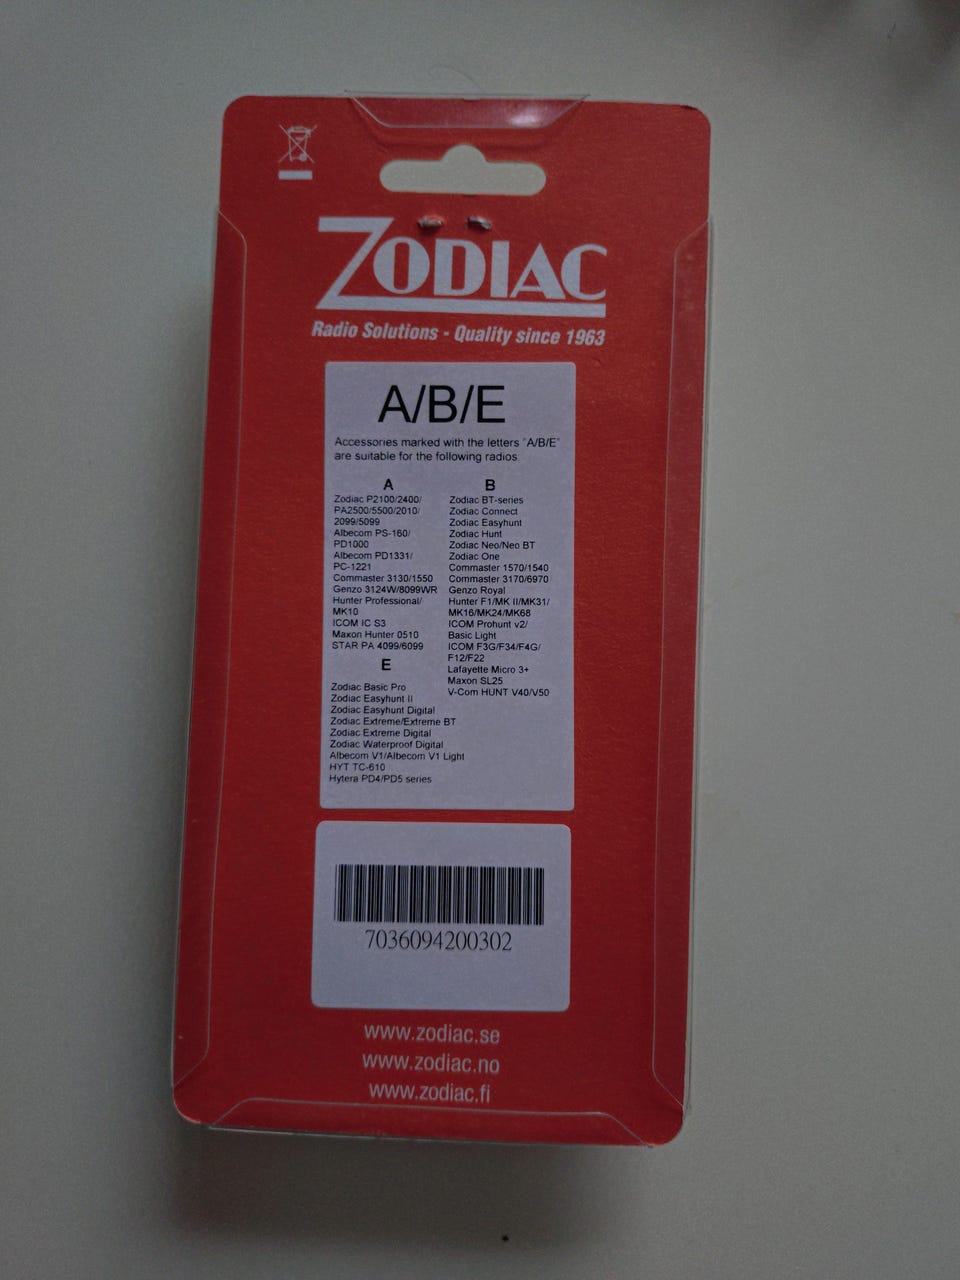 ZODIAC
Radio Solutions - Quality since 1963
A/B/E
Accessories marked with the letters "A/B/E"
are suitable for the following radios:
A
Zodiac P2100/2400/
PA2500/5500/2010/
2099/5099
Albecom PS-160/
PD1000
Albecom PD1331/
PC-1221
Commaster 3130/1550
Genzo 3124W/8099WR
Hunter Professional/
MK10
ICOM IC S3
Maxon Hunter 0510
STAR PA 4099/6099
E
Zodiac Basic Pro
Zodiac Easyhunt II
Zodiac Easyhunt Digital
Zodiac Extreme/Extreme BT
Zodiac Extreme Digital
Zodiac Waterproof Digital
Albecom V1/Albecom V1 Light
HYT TC-610
Hytera PD4/PD5 series
B
Zodiac BT-series
Zodiac Connect
Zodiac Easyhunt
Zodiac Hunt
Zodiac Neo/Neo BT
Zodiac One
Commaster 1570/1540
Commaster 3170/6970
Genzo Royal
Hunter F1/MK II/MK31/
MK16/MK24/MK68
ICOM Prohunt v2/
Basic Light
ICOM F3G/F34/F4G/
F12/F22
Lafayette Micro 3+
Maxon SL25
V-Com HUNT V40/V50
7036094200302
www.zodiac.se
www.zodiac.no
www.zodiac.fi